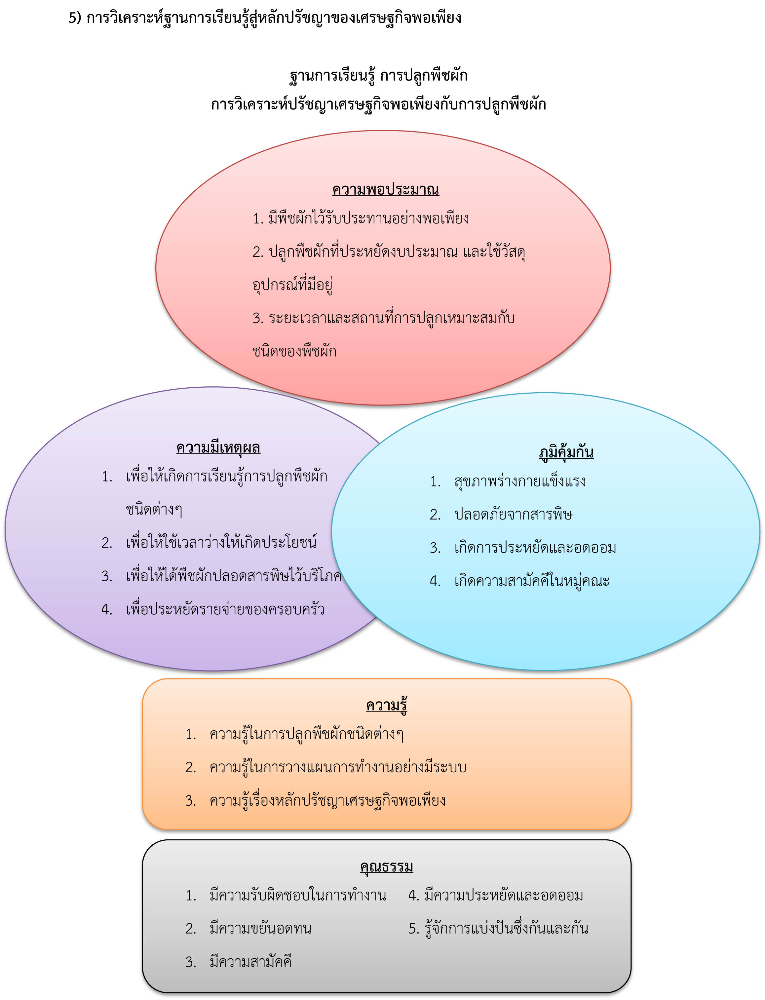 5) การวิเคราะห์ฐานการเรียนรู้สู่หลักปรัชญาของเศรษฐกิจพอเพียง
ฐานการเรียนรู้ การปลูกพืชผัก
การวิเคราะห์ปรัชญาเศรษฐกิจพอเพียงกับการปลูกพืชผัก
ความพอประมาณ
1. มีพืชผักไว้รับประทานอย่างพอเพียง
2. ปลูกพืชผักที่ประหยัดงบประมาณ และใช้วัสดุ
อุปกรณ์ที่มีอยู่
3. ระยะเวลาและสถานที่การปลูกเหมาะสมกับ
ชนิดของพืชผัก
ความมีเหตุผล
1. เพื่อให้เกิดการเรียนรู้การปลูกพืชผัก
ชนิดต่างๆ
2. เพื่อให้ใช้เวลาว่างให้เกิดประโยชน์
3. เพื่อให้ได้พืชผักปลอดสารพิษไว้บริโภค
4. เพื่อประหยัดรายจ่ายของครอบครัว
ภูมิคุ้มกัน
1. สุขภาพร่างกายแข็งแรง
2. ปลอดภัยจากสารพิษ
3. เกิดการประหยัดและอดออม
4. เกิดความสามัคคีในหมู่คณะ
ความรู้
1. ความรู้ในการปลูกพืชผักชนิดต่างๆ
2. ความรู้ในการวางแผนการทำงานอย่างมีระบบ
3. ความรู้เรื่องหลักปรัชญาเศรษฐกิจพอเพียง
คุณธรรม
1. มีความรับผิดชอบในการทำงาน 4. มีความประหยัดและอดออม
2. มีความขยันอดทน 5. รู้จักการแบ่งปันซึ่งกันและกัน
3. มีความสามัคคี